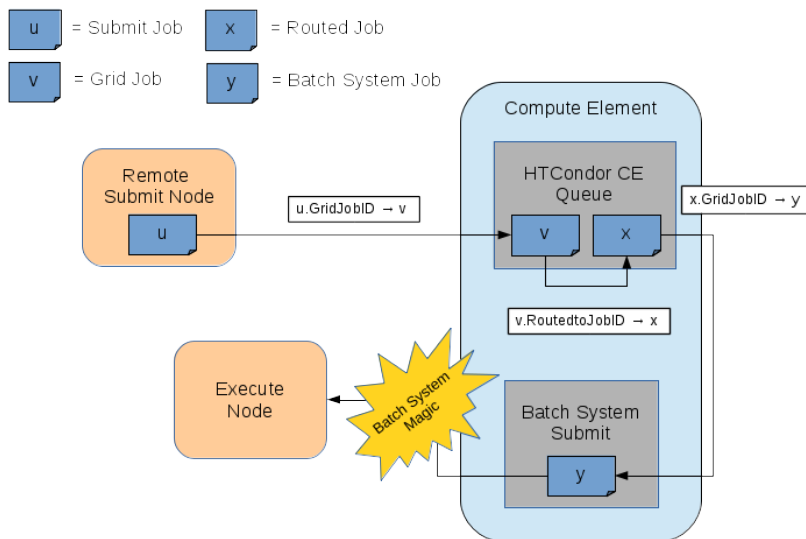 u = Submit Job
x = Routed Job
v = Grid Job
y = Batch System Job
Compute Element
Remote
Submit Node
u
u.GridJobID → v
HTCondor CE
Queue
v
x
x.GridJobID → y
v.RoutedtoJobID → x
Execute
Node
Batch System
Magic
Batch System
Submit
y